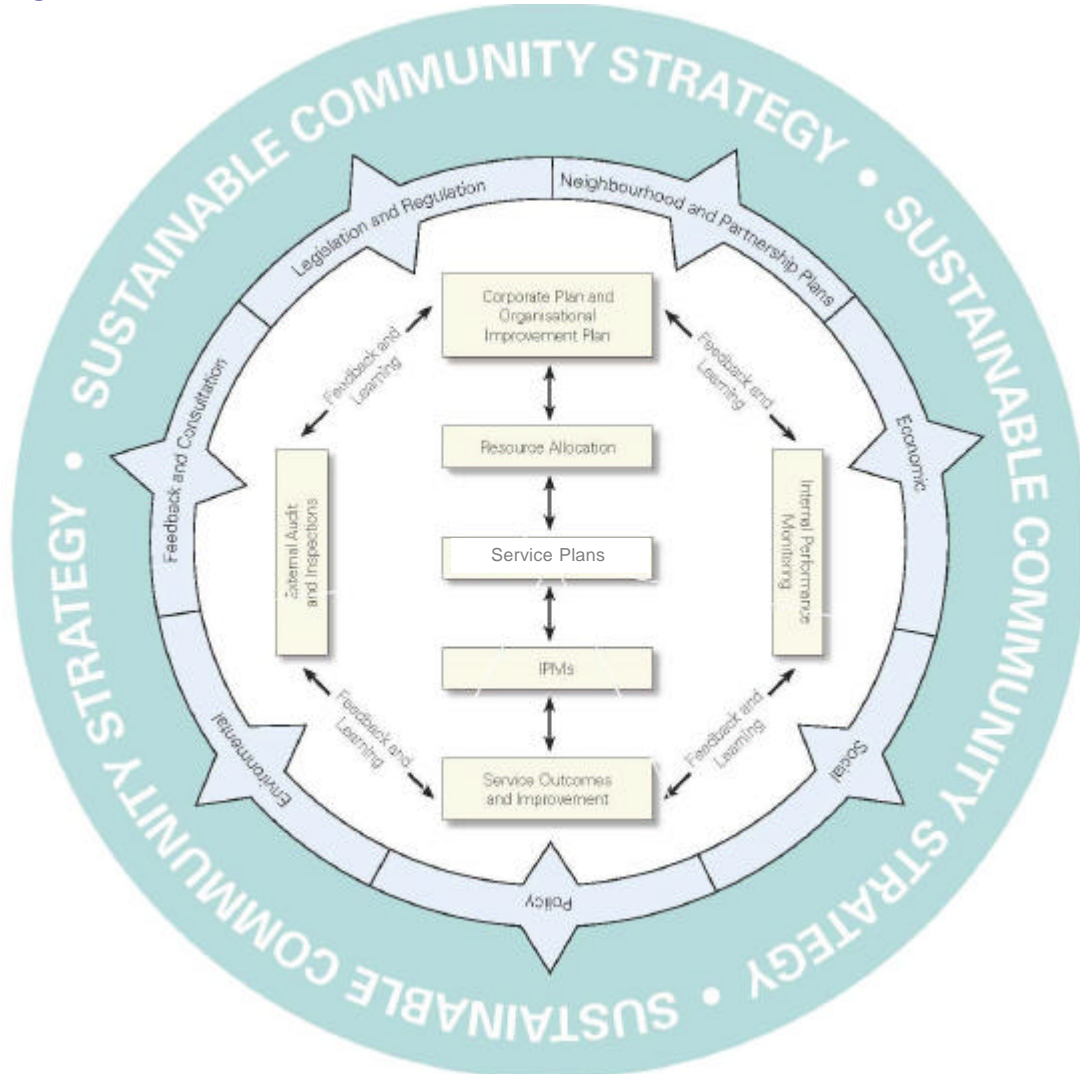 SUSTAINABLE COMMUNITY STRATEGY •
SUSTAINABLE COMMUNITY STRATEGY •
SUSTAINABLE COMMUNITY STRATEGY •
Legislation and Regulation
Neighbourhood and Partnership Plans
Economic
Social
Policy
Environmental
Feedback and Consultation
Corporate Plan and
Organisational
Improvement Plan
Feedback and
Learning
Feedback and
Learning
Resource Allocation
External Audit
and Inspections
Service Plans
Internal Performance
Monitoring
IPMs
Feedback and
Learning
Feedback and
Learning
Service Outcomes
and Improvement